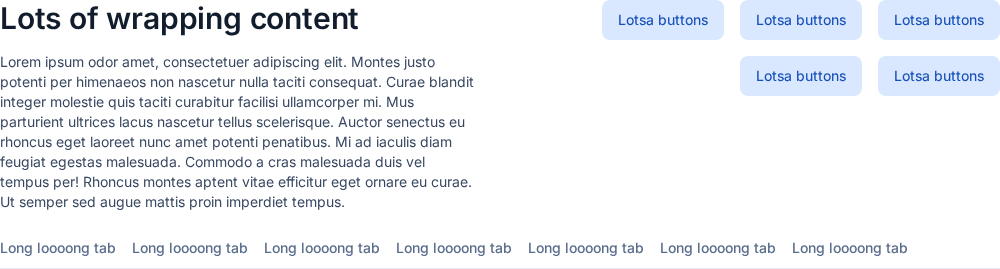 Lots of wrapping content
Lotsa buttons
Lotsa buttons
Lotsa buttons
Lotsa buttons
Lotsa buttons
Lorem ipsum odor amet, consectetuer adipiscing elit. Montes justo
potenti per himenaeos non nascetur nulla taciti consequat. Curae blandit
integer molestie quis taciti curabitur facilisi ullamcorper mi. Mus
parturient ultrices lacus nascetur tellus scelerisque. Auctor senectus eu
rhoncus eget laoreet nunc amet potenti penatibus. Mi ad iaculis diam
feugiat egestas malesuada. Commodo a cras malesuada duis vel
tempus per! Rhoncus montes aptent vitae efficitur eget ornare eu curae.
Ut semper sed augue mattis proin imperdiet tempus.
Long loooong tab
Long loooong tab
Long loooong tab
Long loooong tab
Long loooong tab
Long loooong tab
Long loooong tab